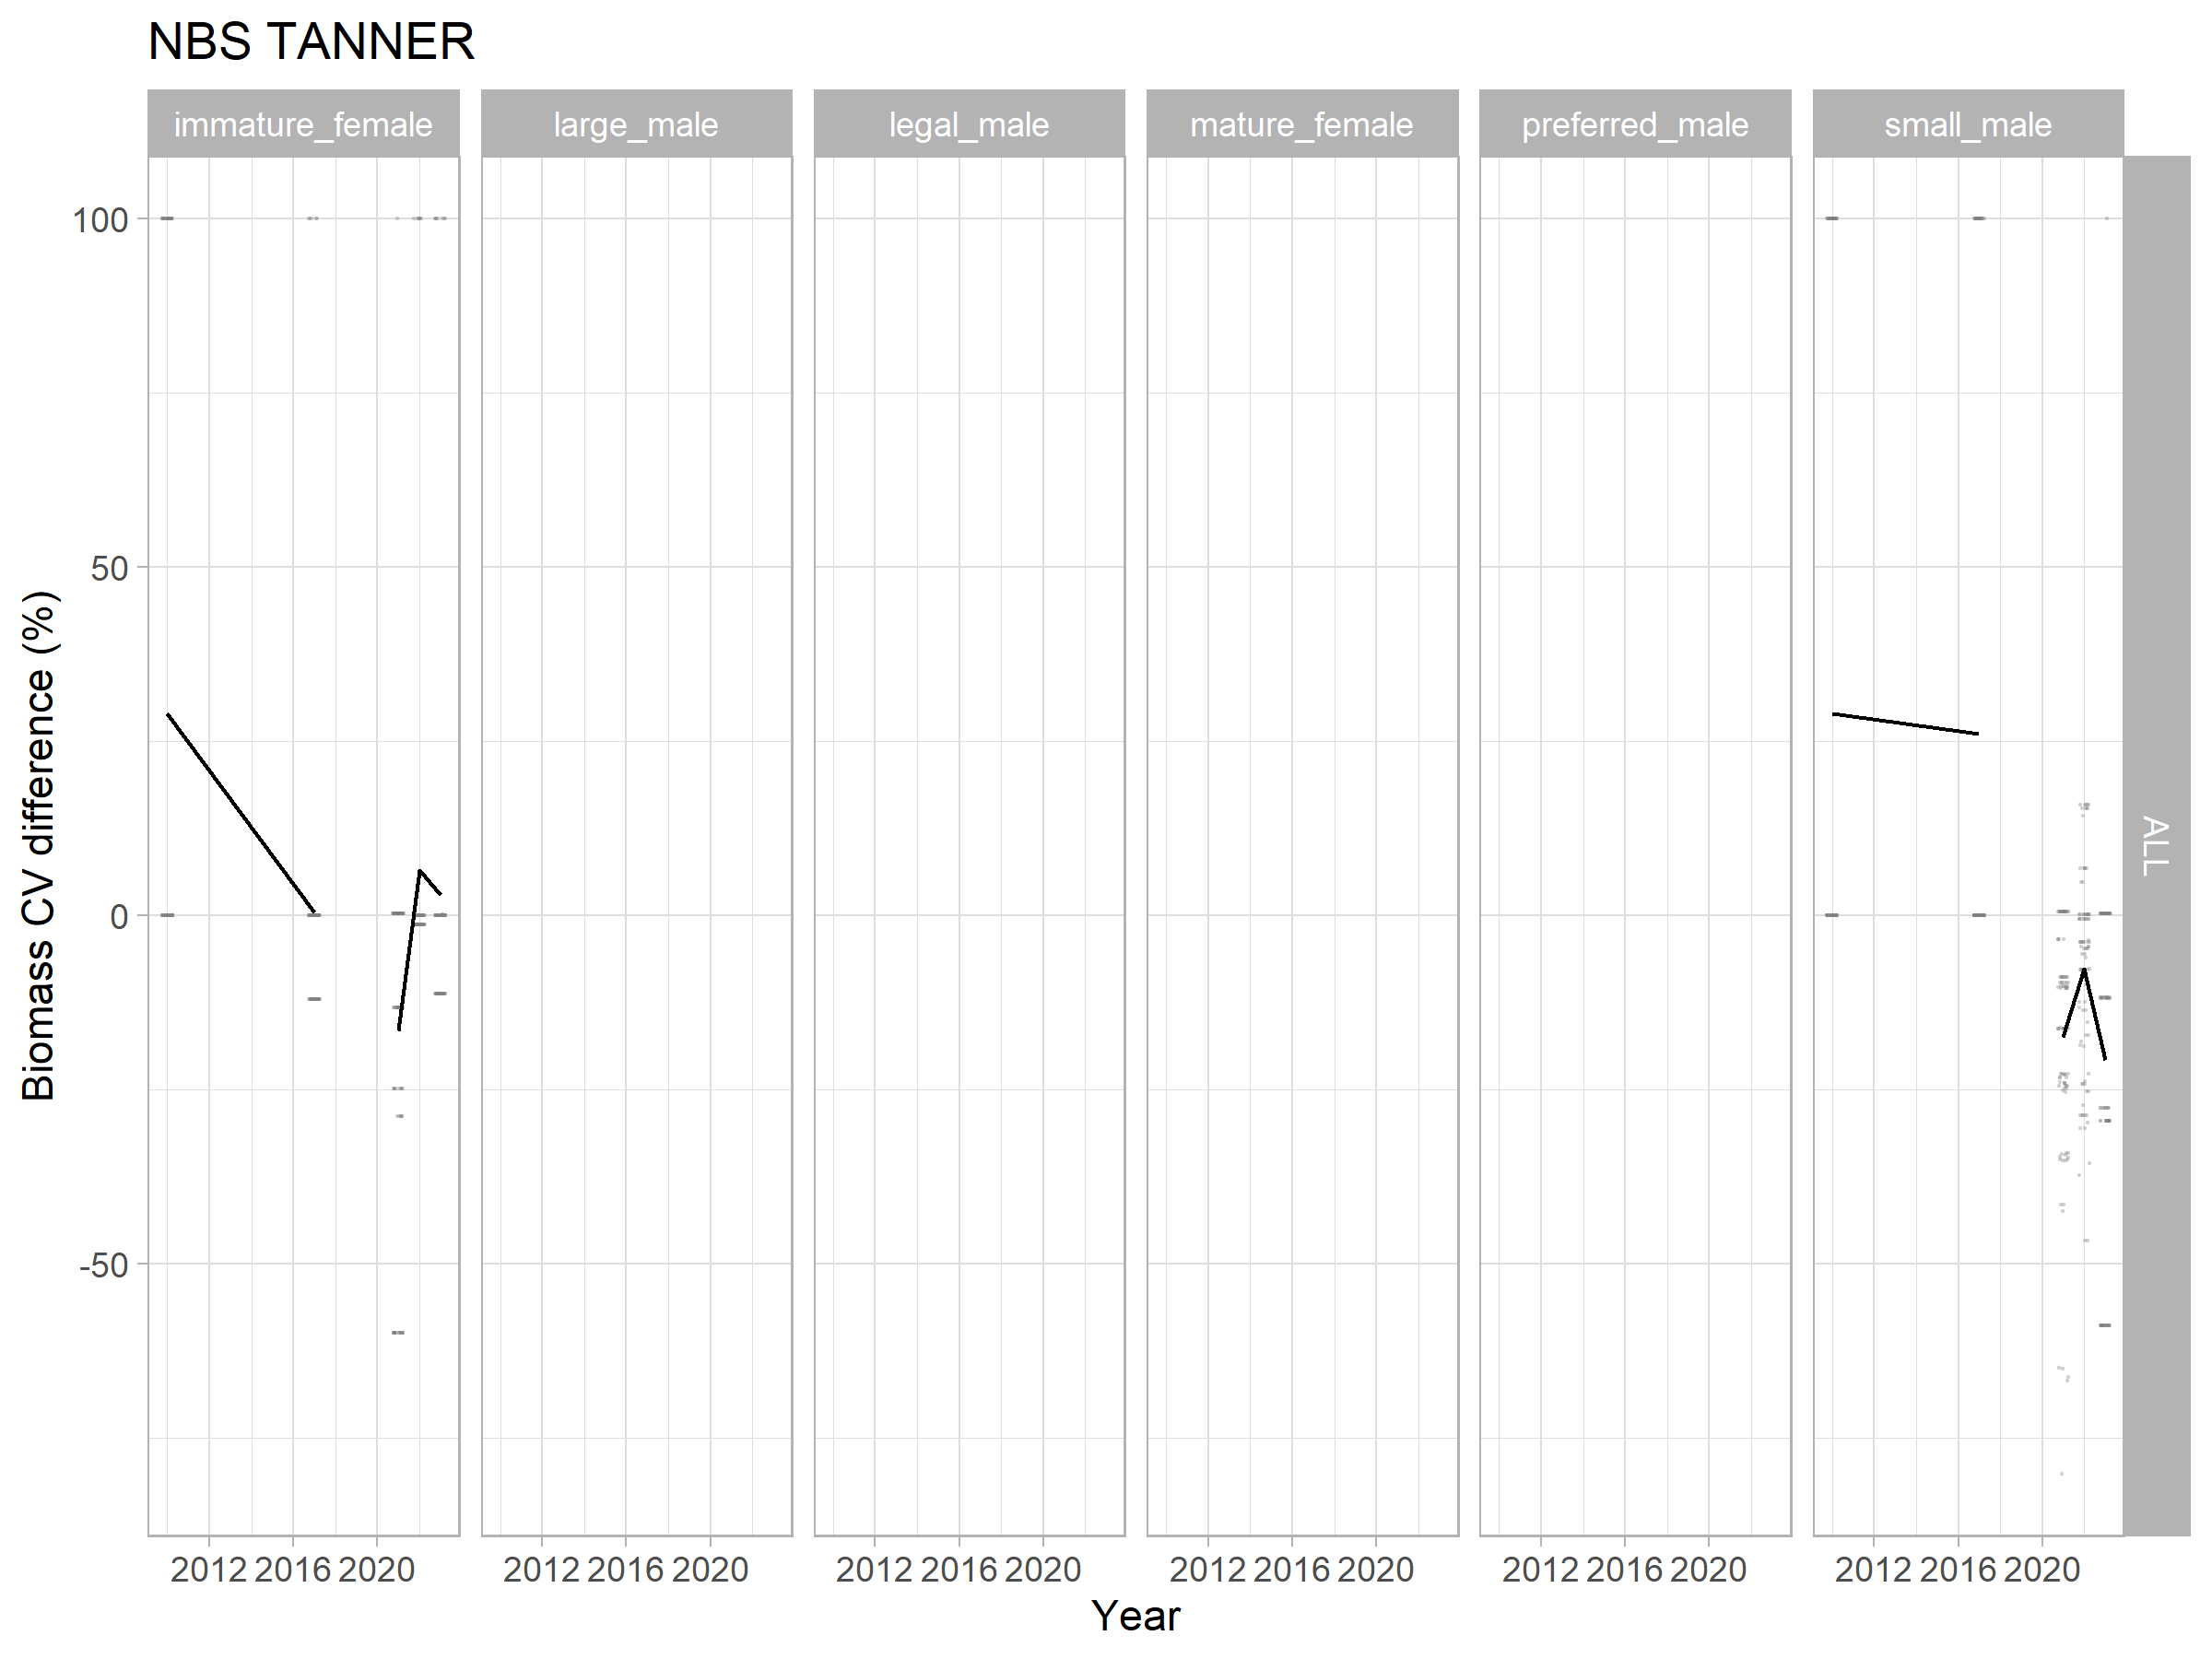 NBS TANNER
immature_female large_male legal_male mature_female preferred_male small_male
100
50
0
-50
Biomass CV difference (%)
ALL
2012 2016 2020 2012 2016 2020 2012 2016 2020 2012 2016 2020 2012 2016 2020 2012 2016 2020
Year